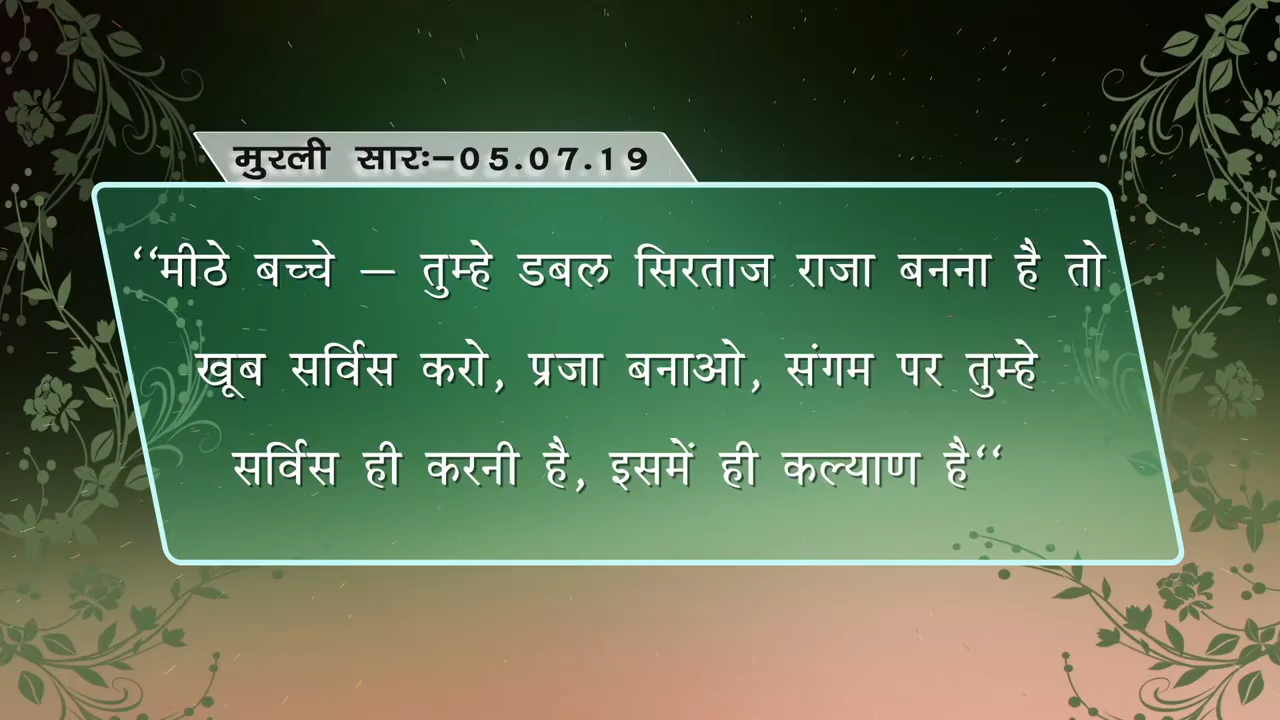 मुरली सारः–05.07.19
‘‘मीठे बच्चे – तुम्हे डबल सिरताज राजा बनना है तो
खूब सर्विस करो, प्रजा बनाओ, संगम पर तुम्हे
सर्विस ही करनी है, इसमें ही कल्याण है‘‘